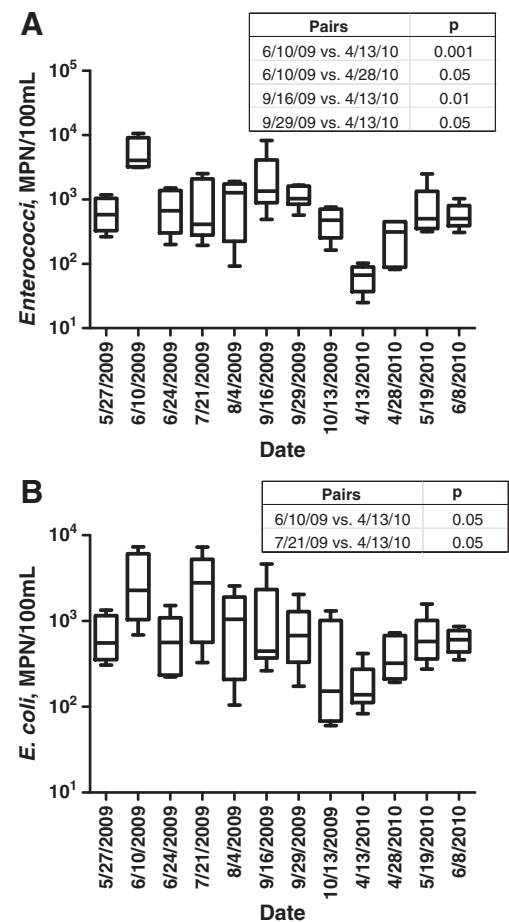 A
Pairs p
6/10/09 vs. 4/13/10 0.001
6/10/09 vs. 4/28/10 0.05
9/16/09 vs. 4/13/10 0.01
9/29/09 vs. 4/13/10 0.05
Enterococci, MPN/100mL
10⁵
10⁴
10³
10²
10¹
5/27/2009
6/10/2009
6/24/2009
7/21/2009
8/4/2009
9/16/2009
9/29/2009
10/13/2009
4/13/2010
4/28/2010
5/19/2010
6/8/2010
Date
B
Pairs p
6/10/09 vs. 4/13/10 0.05
7/21/09 vs. 4/13/10 0.05
E. coli, MPN/100mL
10⁴
10³
10²
10¹
5/27/2009
6/10/2009
6/24/2009
7/21/2009
8/4/2009
9/16/2009
9/29/2009
10/13/2009
4/13/2010
4/28/2010
5/19/2010
6/8/2010
Date